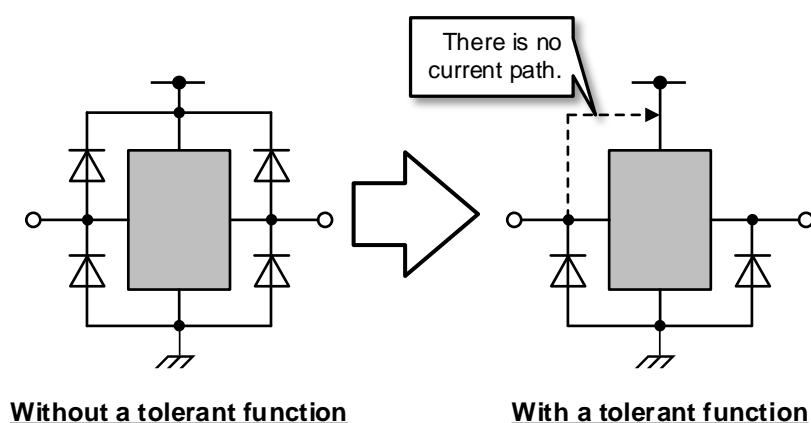 There is no
current path.
Without a tolerant function
With a tolerant function